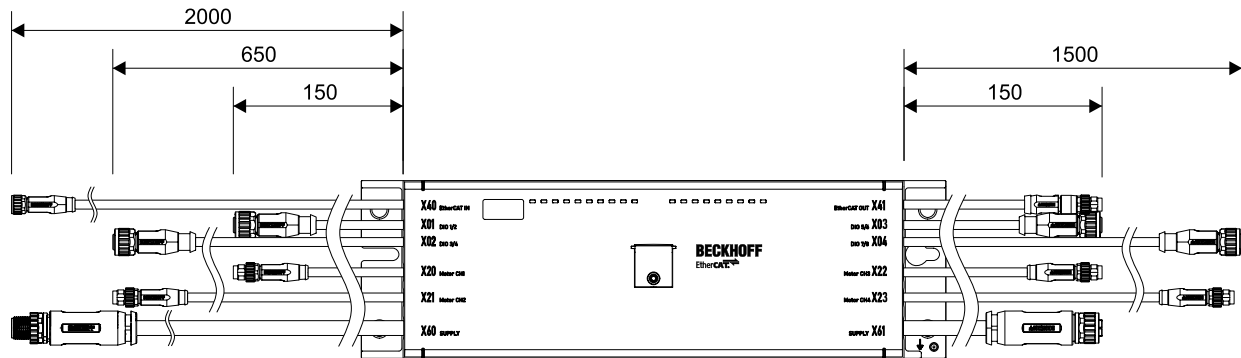 2000
650
150
1500
150
X40 EtherCAT IN
X01 DIO 1/2
X02 DIO 3/4
X20 Motor CH1
X21 Motor CH2
X60 SUPPLY
BECKHOFF
EtherCAT
EtherCAT OUT X41
DIO 5/6 X03
DIO 7/8 X04
Motor CH3 X22
Motor CH4 X23
SUPPLY X61